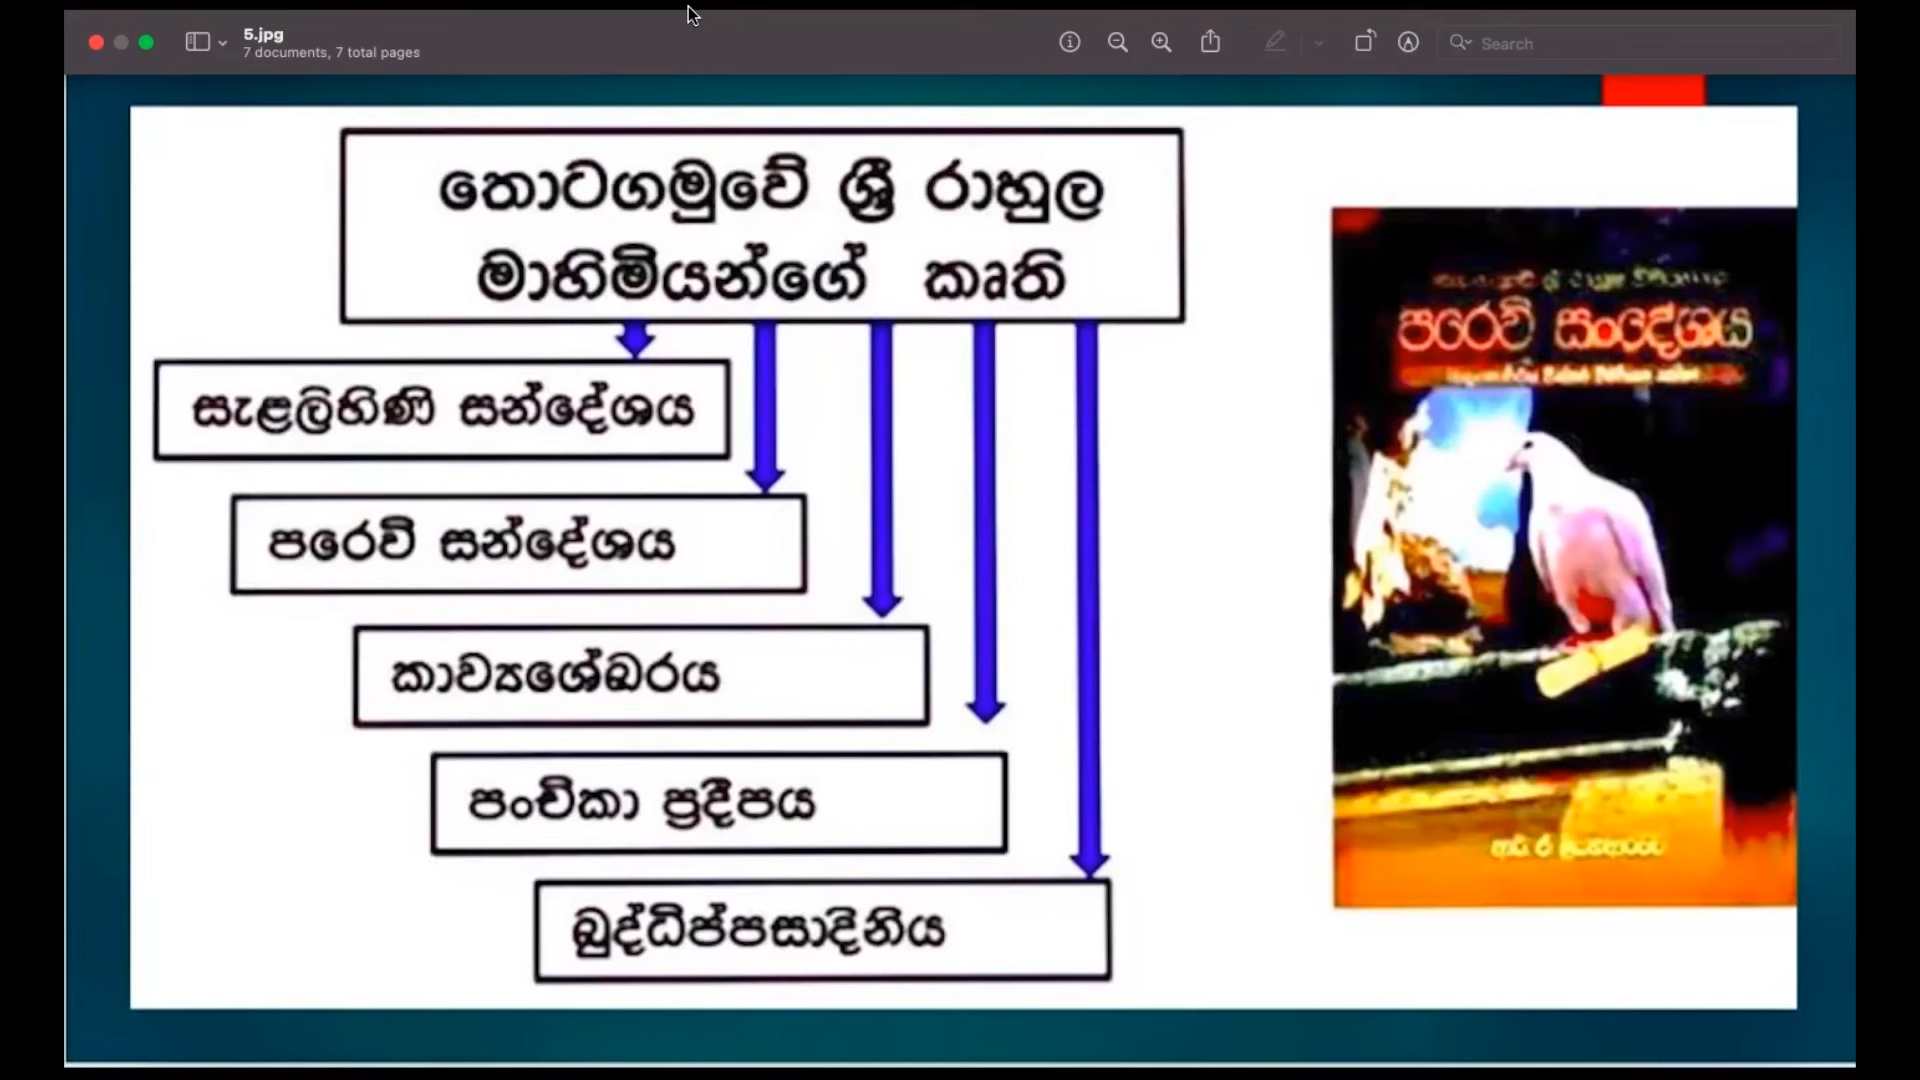 5.jpg
7 documents, 7 total pages
Search
තොටගමුවේ ශ්‍රී රාහුල
මාහිමියන්ගේ කෘති
සැළලිහිණි සන්දේශය
පරෙවි සන්දේශය
කාව්‍යශේඛරය
පංචිකා ප්‍රදීපය
බුද්ධිප්පසාදිනිය
පරෙවි සංදේශය